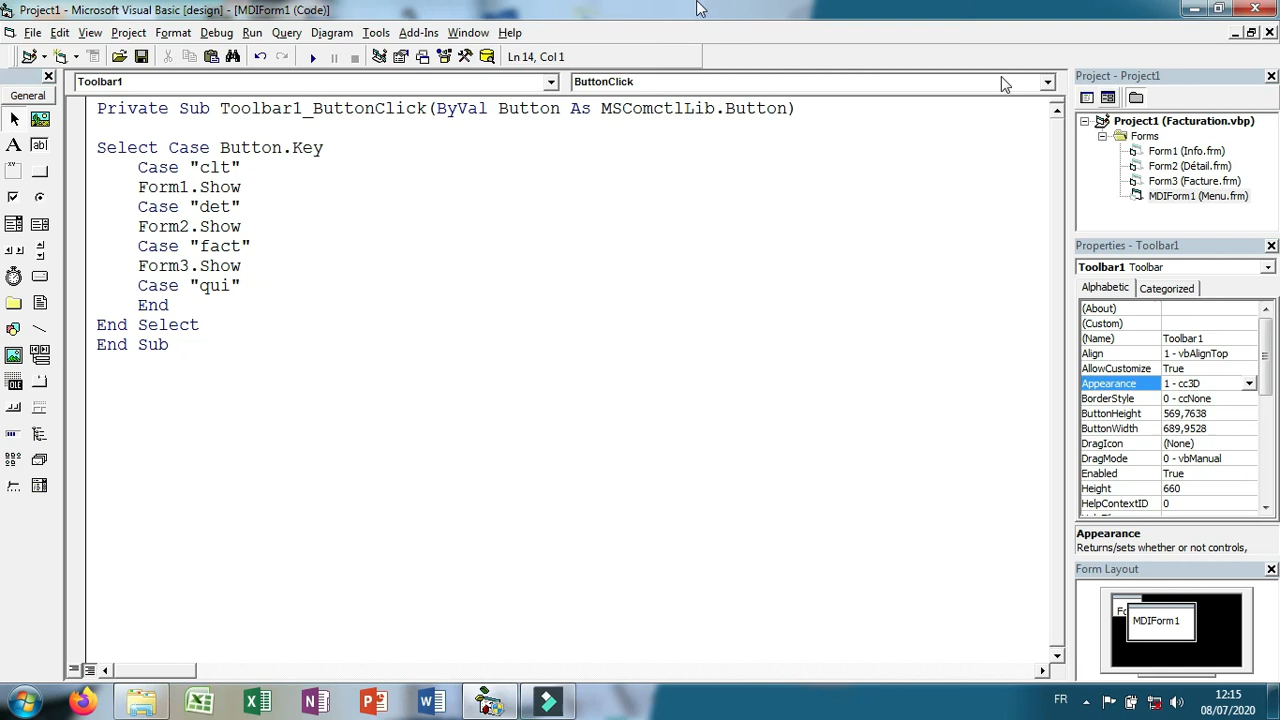 Project1 - Microsoft Visual Basic [design] - [MDIForm1 (Code)]
File Edit View Project Format Debug Run Query Diagram Tools Add-Ins Window Help
Ln 14, Col 1
General
Toolbar1
ButtonClick
Private Sub Toolbar1_ButtonClick(ByVal Button As MSComctlLib.Button)
Select Case Button.Key
Case "clt"
Form1.Show
Case "det"
Form2.Show
Case "fact"
Form3.Show
Case "qui"
End
End Select
End Sub
Project - Project1
Project1 (Facturation.vbp)
Forms
Form1 (Info.frm)
Form2 (Détail.frm)
Form3 (Facture.frm)
MDIForm1 (Menu.frm)
Properties - Toolbar1
Toolbar1 Toolbar
Alphabetic Categorized
(About)
(Custom)
(Name) Toolbar1
Align 1 - vbAlignTop
AllowCustomize True
Appearance 1 - cc3D
BorderStyle 0 - ccNone
ButtonHeight 569,7638
ButtonWidth 689,9528
DragIcon (None)
DragMode 0 - vbManual
Enabled True
Height 660
HelpContextID 0
Appearance
Returns/sets whether or not controls,
Form Layout
MDIForm1
FR
12:15
08/07/2020